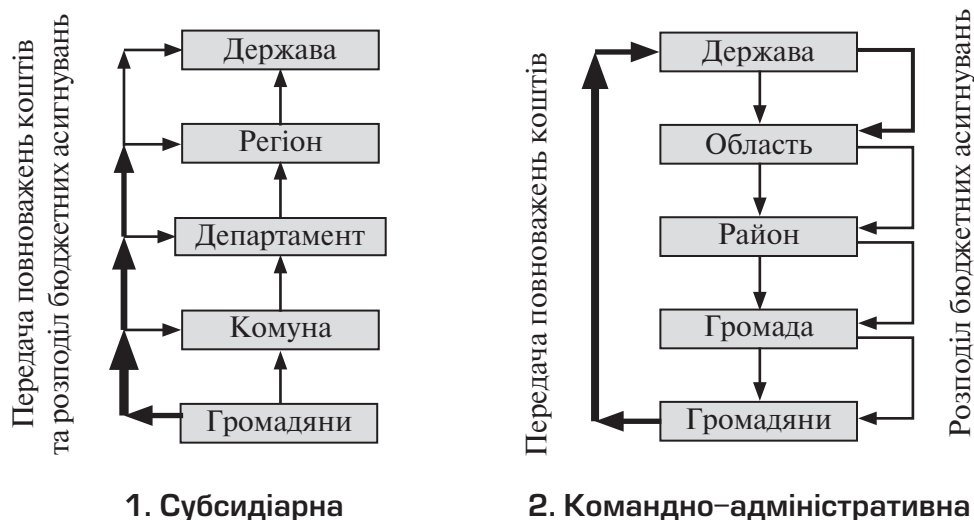 Передача повноважень коштів
та розподіл бюджетних асигнувань
Держава
Регіон
Департамент
Комуна
Громадяни
1. Субсидіарна
Передача повноважень коштів
Держава
Область
Район
Громада
Громадяни
Розподіл бюджетних асигнувань
2. Командно-адміністративна